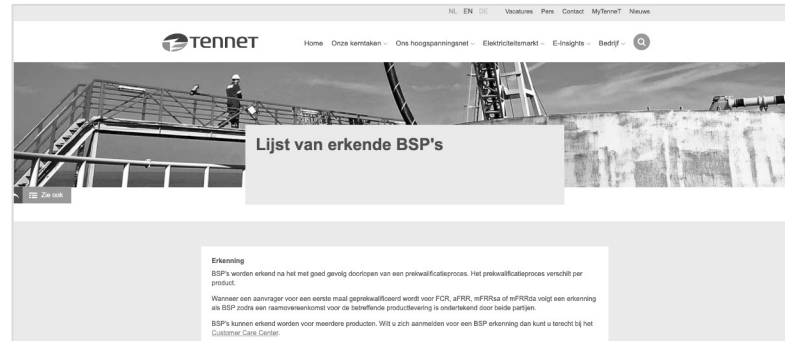 NL EN DE Vacatures Pers Contact MyTenneT Nieuws
TenneT Home Onze kerntaken Ons hoogspanningsnet Elektriciteitsmarkt E-Insights Bedrijf
Lijst van erkende BSP's
Zie ook
Erkenning
BSP's worden erkend na het met goed gevolg doorlopen van een prekwalificatieproces. Het prekwalificatieproces verschilt per
product.
Wanneer een aanvrager voor een eerste maal geprekwalificeerd wordt voor FCR, aFRR, mFRRsa of mFRRda volgt een erkenning
als BSP zodra een raamovereenkomst voor de betreffende productlevering is ondertekend door beide partijen.
BSP's kunnen erkend worden voor meerdere producten. Wilt u zich aanmelden voor een BSP erkenning dan kunt u terecht bij het
Customer Care Center.